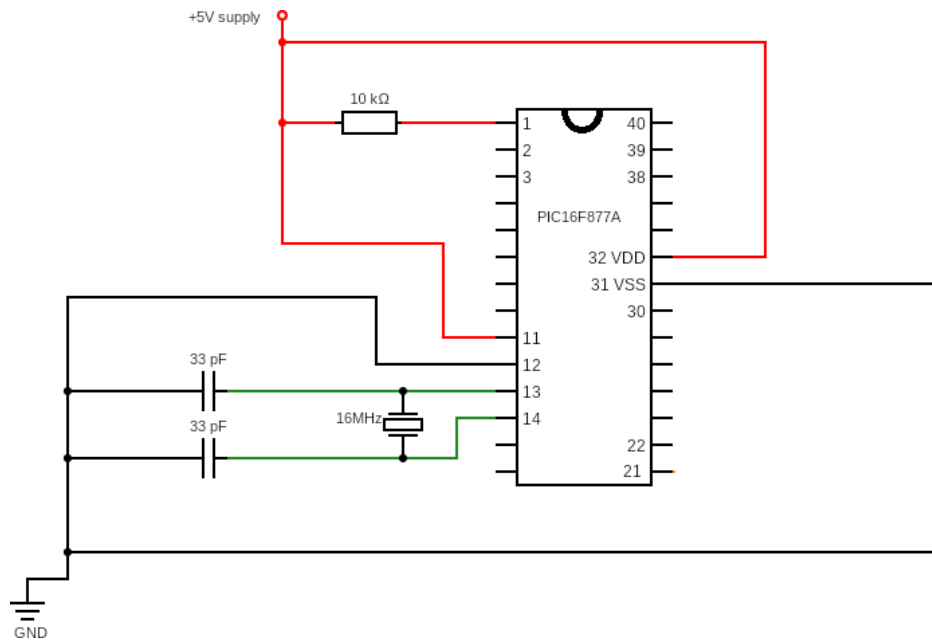 +5V supply
10 kΩ
1
40
2
39
3
38
PIC16F877A
32 VDD
31 VSS
30
11
12
33 pF
13
16MHz
14
33 pF
22
21
GND